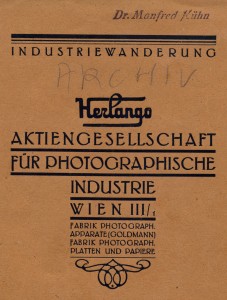 Dr. Manfred Kühn
INDUSTRIEWANDERUNG
ARCHIV
Herlango
AKTIENGESELLSCHAFT
FÜR PHOTOGRAPHISCHE
INDUSTRIE
WIEN III/1
FABRIK PHOTOGRAPH.
APPARATE (GOLDMANN)
FABRIK PHOTOGRAPH.
PLATTEN UND PAPIERE